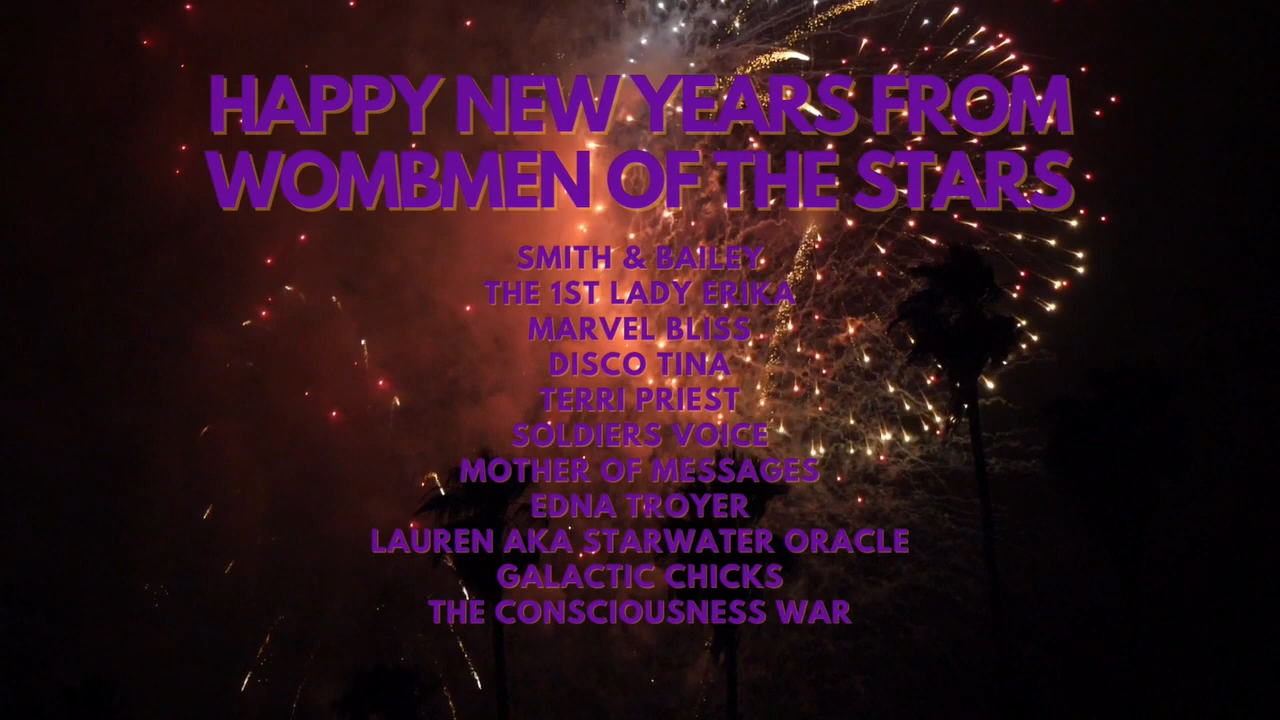 HAPPY NEW YEARS FROM
WOMBMEN OF THE STARS
SMITH & BAILEY
THE 1ST LADY ERIKA
MARVEL BLISS
DISCO TINA
TERRI PRIEST
SOLDIERS VOICE
MOTHER OF MESSAGES
EDNA TROYER
LAUREN AKA STARWATER ORACLE
GALACTIC CHICKS
THE CONSCIOUSNESS WAR